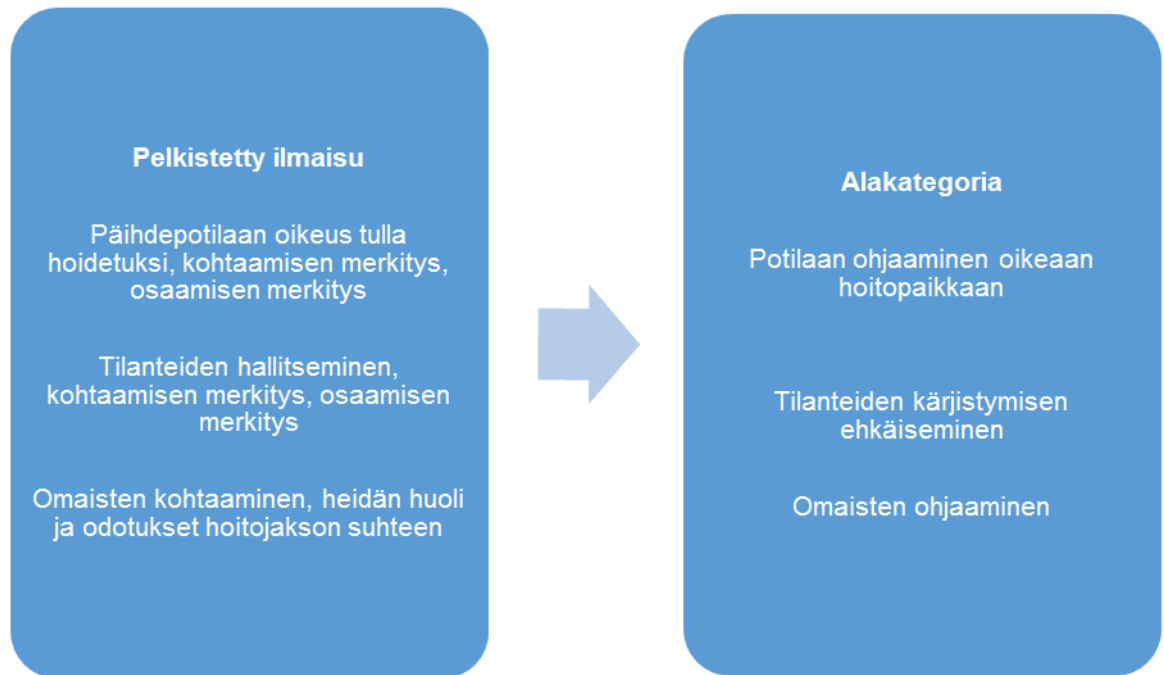 Pelkistetty ilmaisu
Päihdepotilaan oikeus tulla
hoidetuksi, kohtaamisen merkitys,
osaamisen merkitys
Tilanteiden hallitseminen,
kohtaamisen merkitys, osaamisen
merkitys
Omaisten kohtaaminen, heidän huoli
ja odotukset hoitojakson suhteen
Alakategoria
Potilaan ohjaaminen oikeaan
hoitopaikkaan
Tilanteiden kärjistymisen
ehkäiseminen
Omaisten ohjaaminen